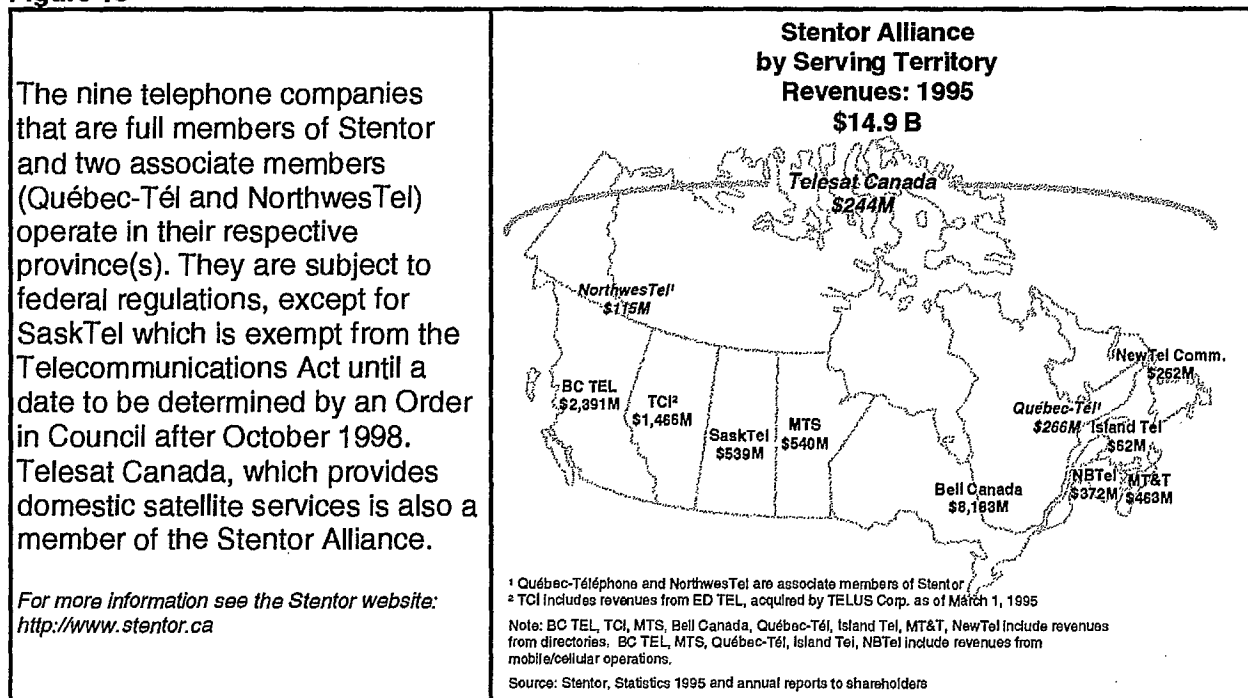 The nine telephone companies
that are full members of Stentor
and two associate members
(Québec-Tél and NorthwesTel)
operate in their respective
province(s). They are subject to
federal regulations, except for
SaskTel which is exempt from the
Telecommunications Act until a
date to be determined by an Order
in Council after October 1998.
Telesat Canada, which provides
domestic satellite services is also a
member of the Stentor Alliance.
For more information see the Stentor website:
http://www.stentor.ca
Stentor Alliance
by Serving Territory
Revenues: 1995
$14.9 B
Telesat Canada
$244M
NorthwesTel¹
$115M
BC TEL
$2,391M
TCI²
$1,466M
SaskTel
$539M
MTS
$540M
Bell Canada
$8,183M
Québec-Tél¹
$266M
NewTel Comm.
$262M
Island Tel
$62M
NBTel
$372M
MT&T
$463M
¹ Québec-Téléphone and NorthwesTel are associate members of Stentor
² TCI includes revenues from ED TEL, acquired by TELUS Corp. as of March 1, 1995
Note: BC TEL, TCI, MTS, Bell Canada, Québec-Tél, Island Tel, MT&T, NewTel include revenues
from directories. BC TEL, MTS, Québec-Tél, Island Tel, NBTel include revenues from
mobile/cellular operations.
Source: Stentor, Statistics 1995 and annual reports to shareholders